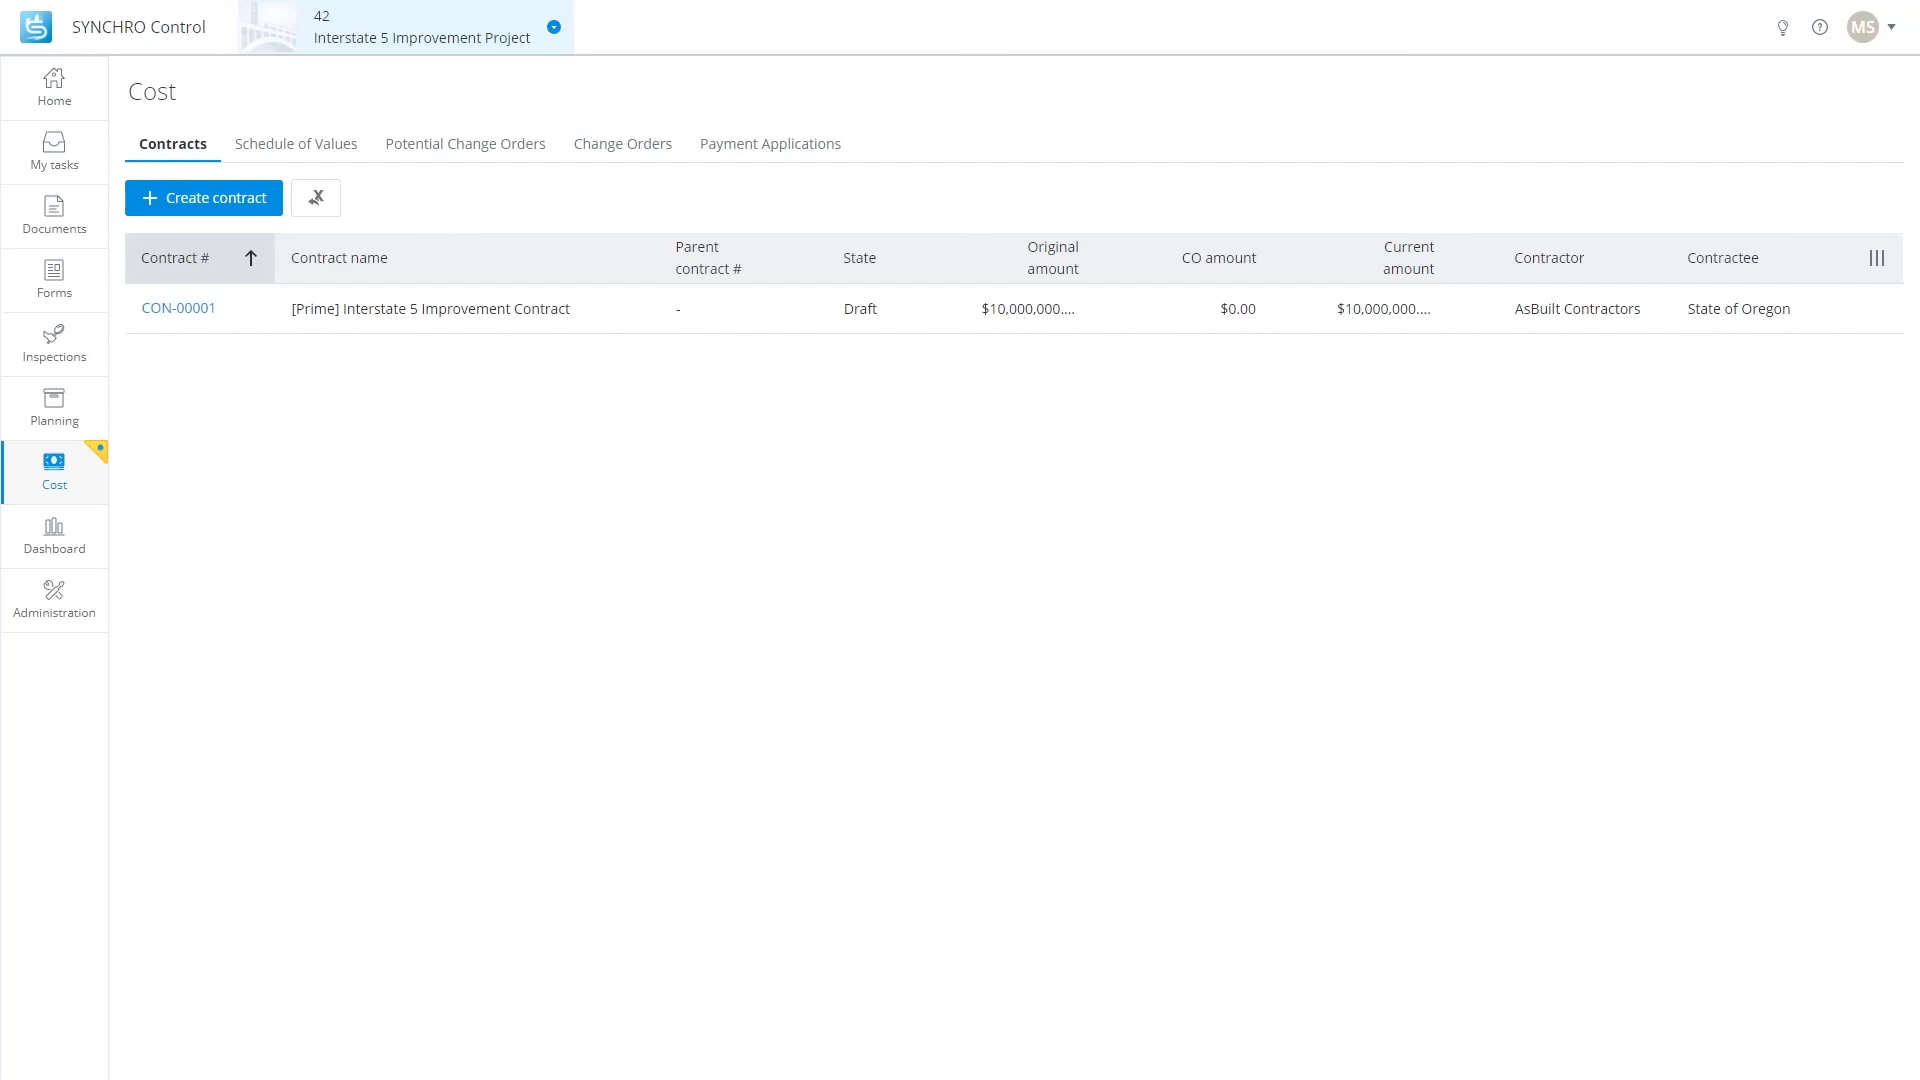 SYNCHRO Control
42
Interstate 5 Improvement Project
MS
Home
My tasks
Documents
Forms
Inspections
Planning
Cost
Dashboard
Administration
Cost
Contracts Schedule of Values Potential Change Orders Change Orders Payment Applications
Create contract
Contract # Contract name Parent contract # State Original amount CO amount Current amount Contractor Contractee
CON-00001 [Prime] Interstate 5 Improvement Contract - Draft $10,000,000.... $0.00 $10,000,000.... AsBuilt Contractors State of Oregon